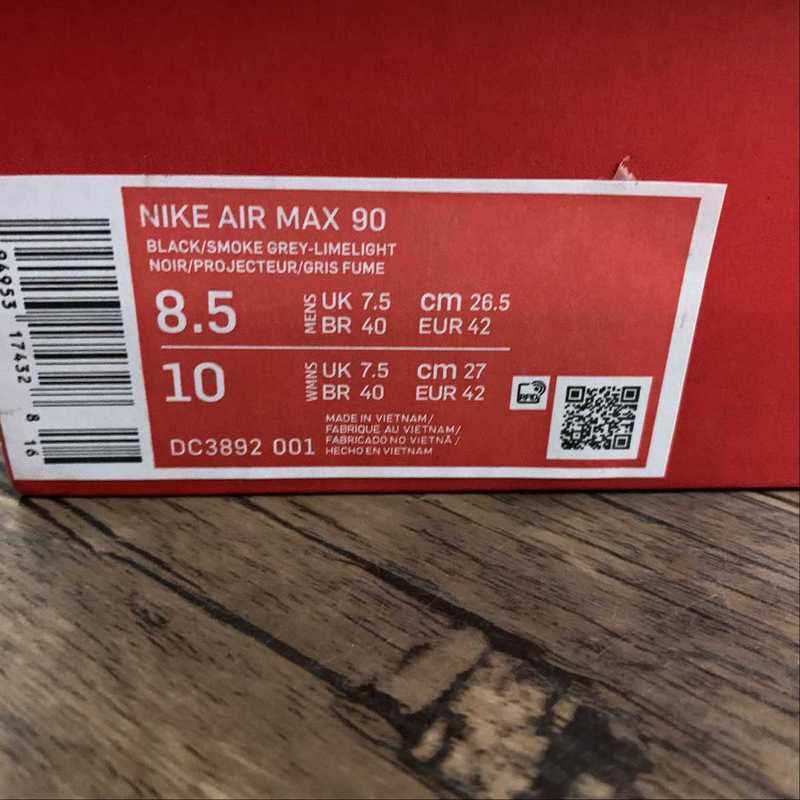 NIKE AIR MAX 90
BLACK/SMOKE GREY-LIMELIGHT
NOIR/PROJECTEUR/GRIS FUME
8.5 MENS UK 7.5 cm 26.5
BR 40 EUR 42
10 WMNS UK 7.5 cm 27
BR 40 EUR 42
RFID
DC3892 001
MADE IN VIETNAM/
FABRIQUE AU VIETNAM/
FABRICADO NO VIETNÃ/
HECHO EN VIETNAM
17432
8 16